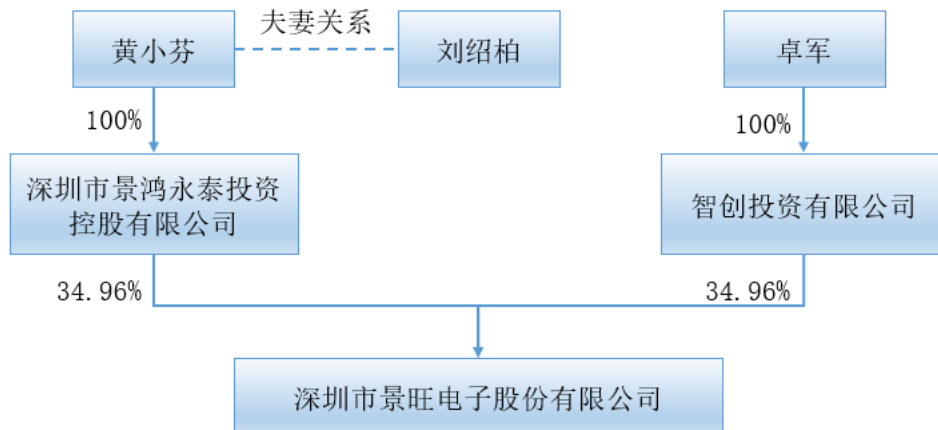 夫妻关系
黄小芬
刘绍柏
卓军
100%
100%
深圳市景鸿永泰投资
控股有限公司
智创投资有限公司
34.96%
34.96%
深圳市景旺电子股份有限公司